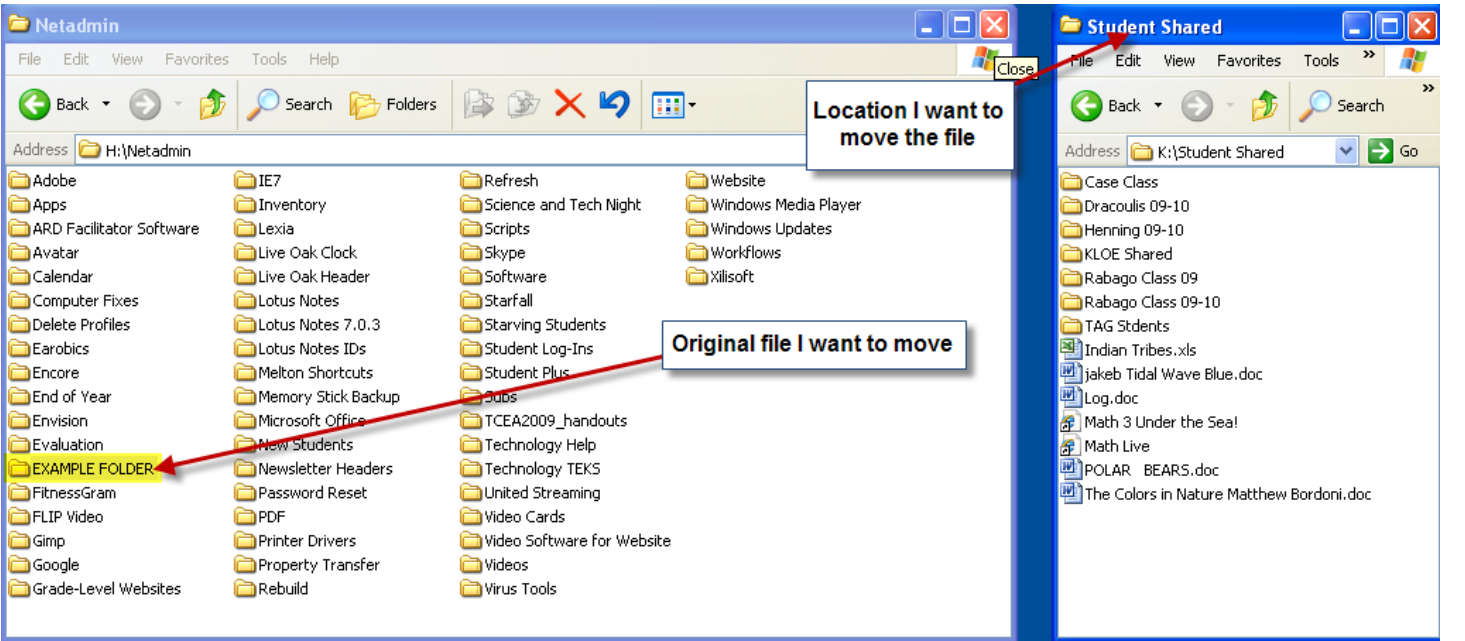 Netadmin
File Edit View Favorites Tools Help
Close
Back Search Folders
Address H:\Netadmin
Adobe
Apps
ARD Facilitator Software
Avatar
Calendar
Computer Fixes
Delete Profiles
Earobics
Encore
End of Year
Envision
Evaluation
EXAMPLE FOLDER
FitnessGram
FLIP Video
Gimp
Google
Grade-Level Websites
IE7
Inventory
Lexia
Live Oak Clock
Live Oak Header
Lotus Notes
Lotus Notes 7.0.3
Lotus Notes IDs
Melton Shortcuts
Memory Stick Backup
Microsoft Office
New Students
Newsletter Headers
Password Reset
PDF
Printer Drivers
Property Transfer
Rebuild
Refresh
Science and Tech Night
Scripts
Skype
Software
Starfall
Starving Students
Student Log-Ins
Student Plus
Subs
TCEA2009_handouts
Technology Help
Technology TEKS
United Streaming
Video Cards
Video Software for Website
Videos
Virus Tools
Website
Windows Media Player
Windows Updates
Workflows
Xilisoft
Location I want to
move the file
Original file I want to move
Student Shared
File Edit View Favorites Tools »
Back Search »
Address K:\Student Shared Go
Case Class
Dracoulis 09-10
Henning 09-10
KLOE Shared
Rabago Class 09
Rabago Class 09-10
TAG Stdents
Indian Tribes.xls
jakeb Tidal Wave Blue.doc
Log.doc
Math 3 Under the Sea!
Math Live
POLAR BEARS.doc
The Colors in Nature Matthew Bordoni.doc